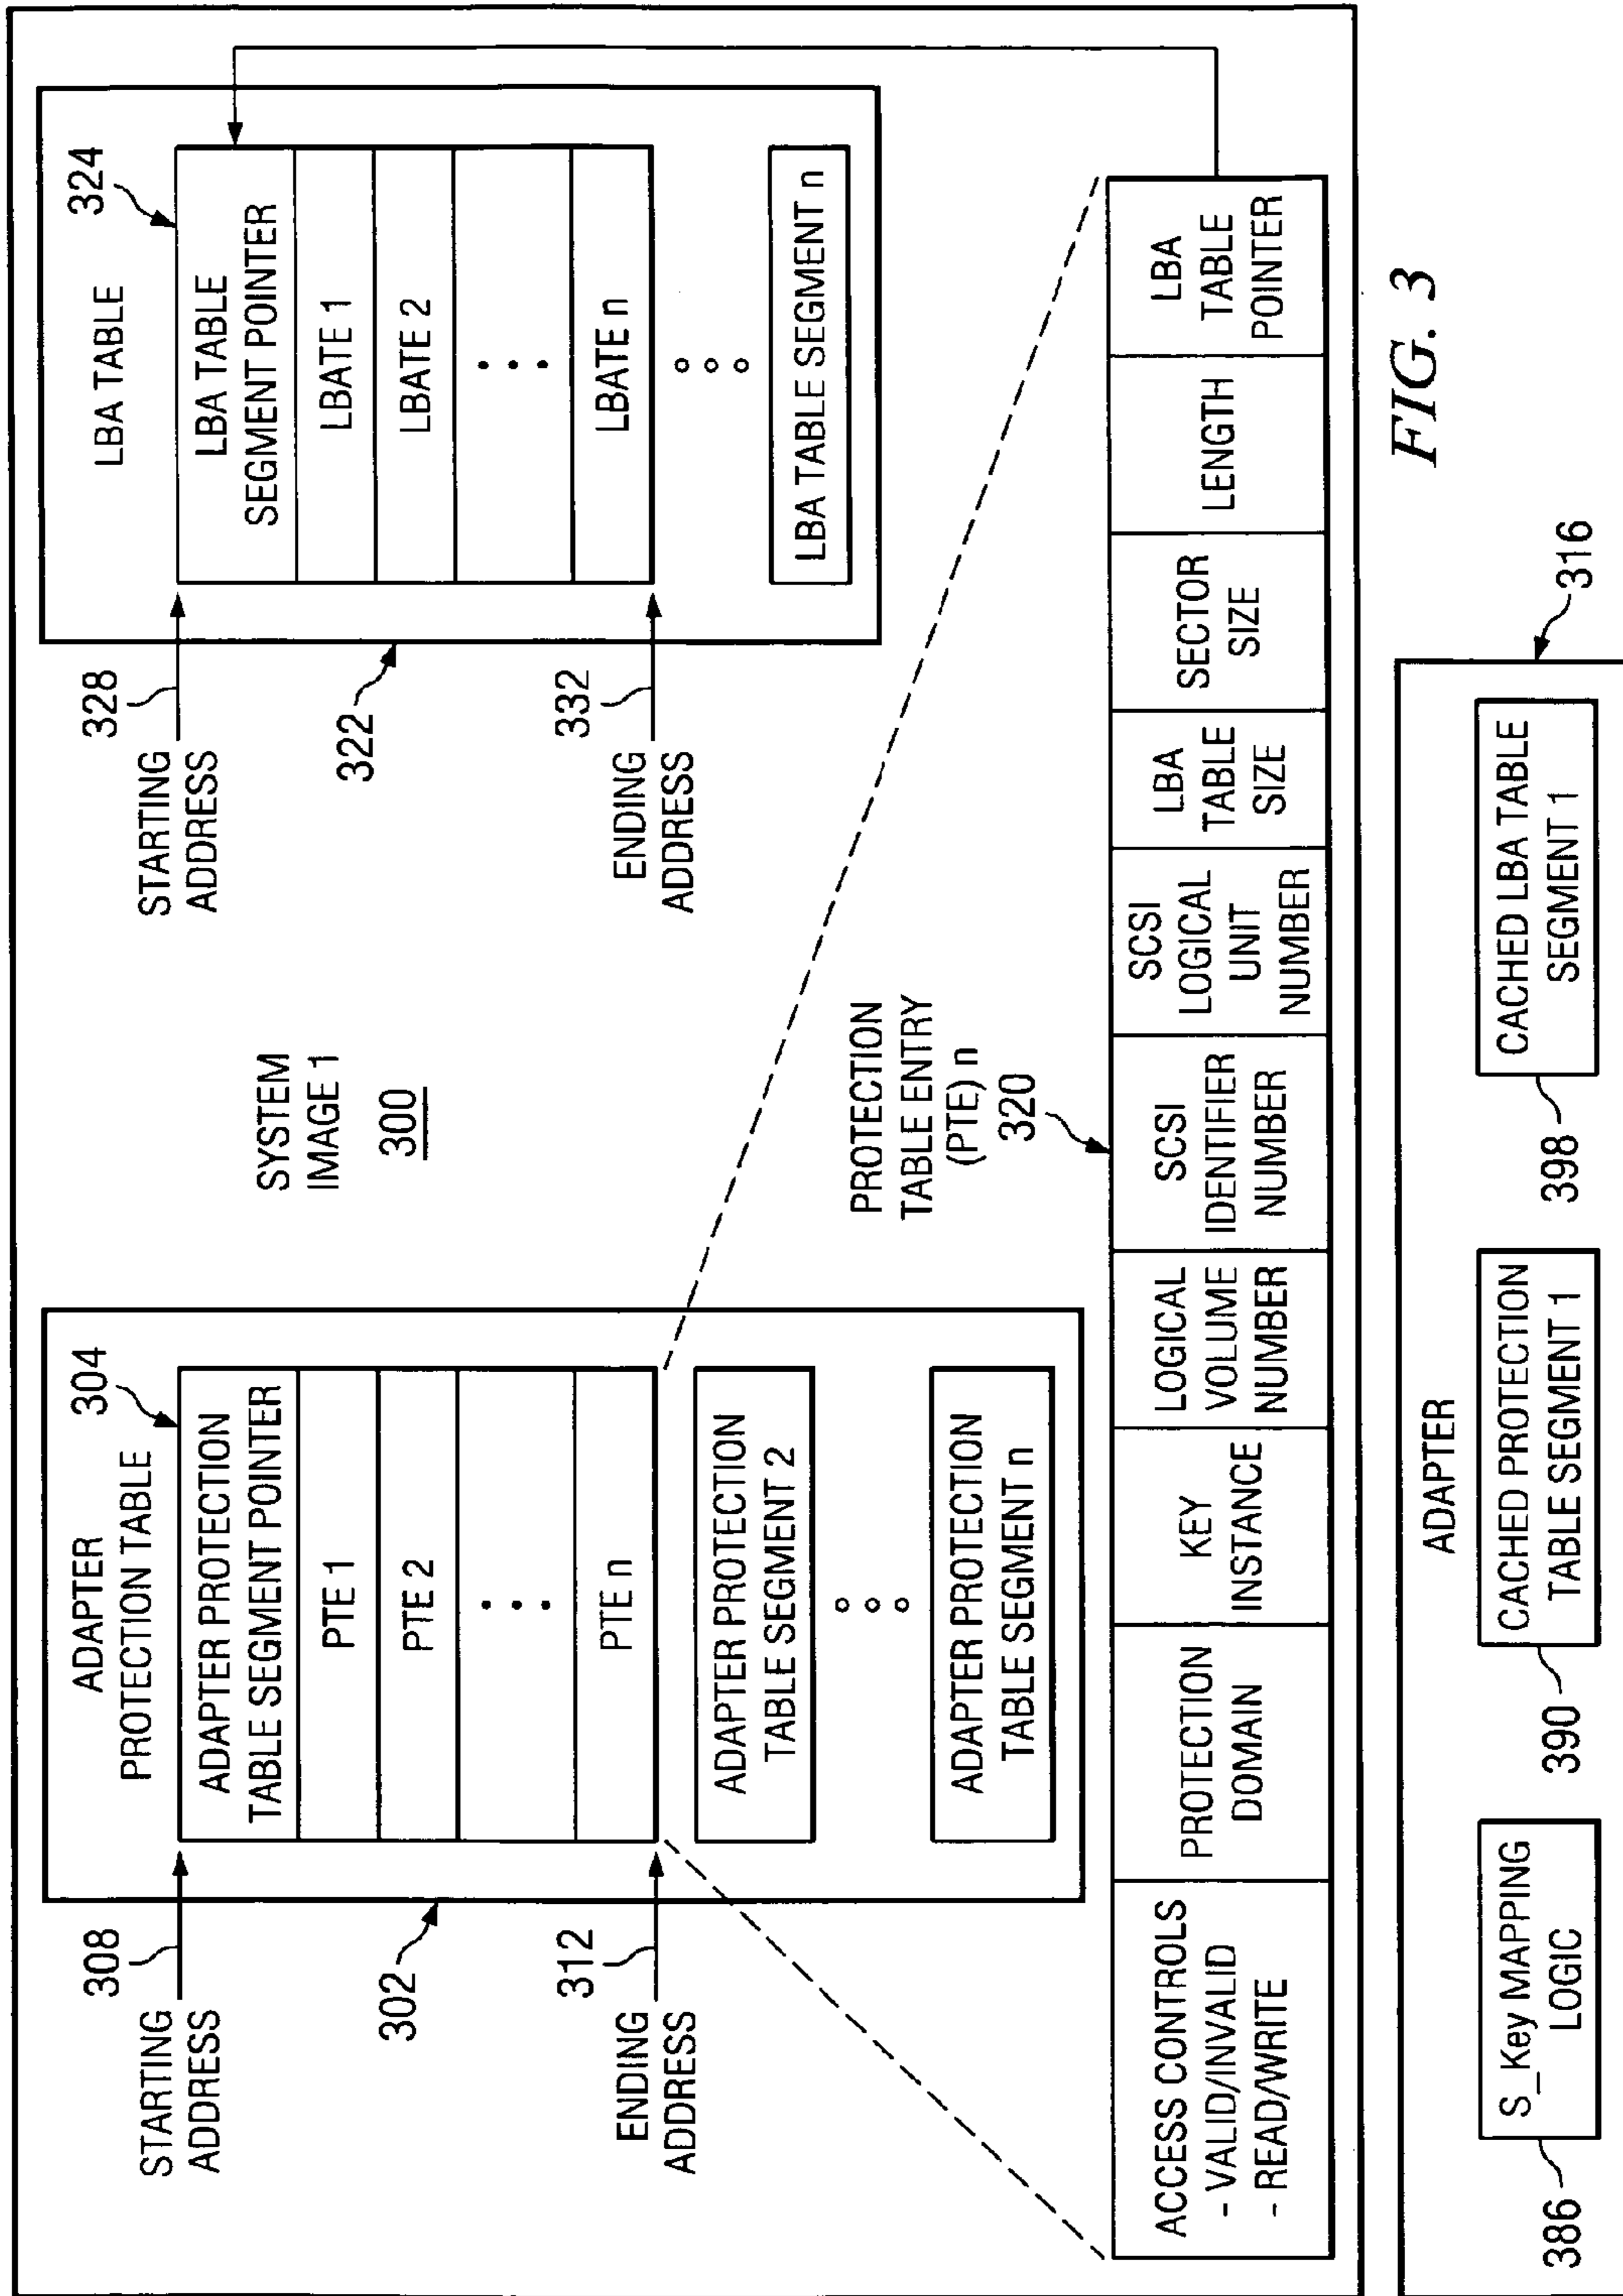 ADAPTER
PROTECTION TABLE
304
308
STARTING
ADDRESS
ADAPTER PROTECTION
TABLE SEGMENT POINTER
PTE 1
PTE 2
PTE n
302
312
ENDING
ADDRESS
ADAPTER PROTECTION
TABLE SEGMENT 2
ADAPTER PROTECTION
TABLE SEGMENT n
SYSTEM
IMAGE 1
300
LBA TABLE
324
328
STARTING
ADDRESS
LBA TABLE
SEGMENT POINTER
LBATE 1
LBATE 2
LBATE n
322
332
ENDING
ADDRESS
LBA TABLE SEGMENT n
PROTECTION
TABLE ENTRY
(PTE) n
320
ACCESS CONTROLS
- VALID/INVALID
- READ/WRITE
PROTECTION
DOMAIN
KEY
INSTANCE
LOGICAL
VOLUME
NUMBER
SCSI
IDENTIFIER
NUMBER
SCSI
LOGICAL
UNIT
NUMBER
LBA
TABLE
SIZE
SECTOR
SIZE
LENGTH
LBA
TABLE
POINTER
ADAPTER
316
386
S_Key MAPPING
LOGIC
390
CACHED PROTECTION
TABLE SEGMENT 1
398
CACHED LBA TABLE
SEGMENT 1
FIG. 3